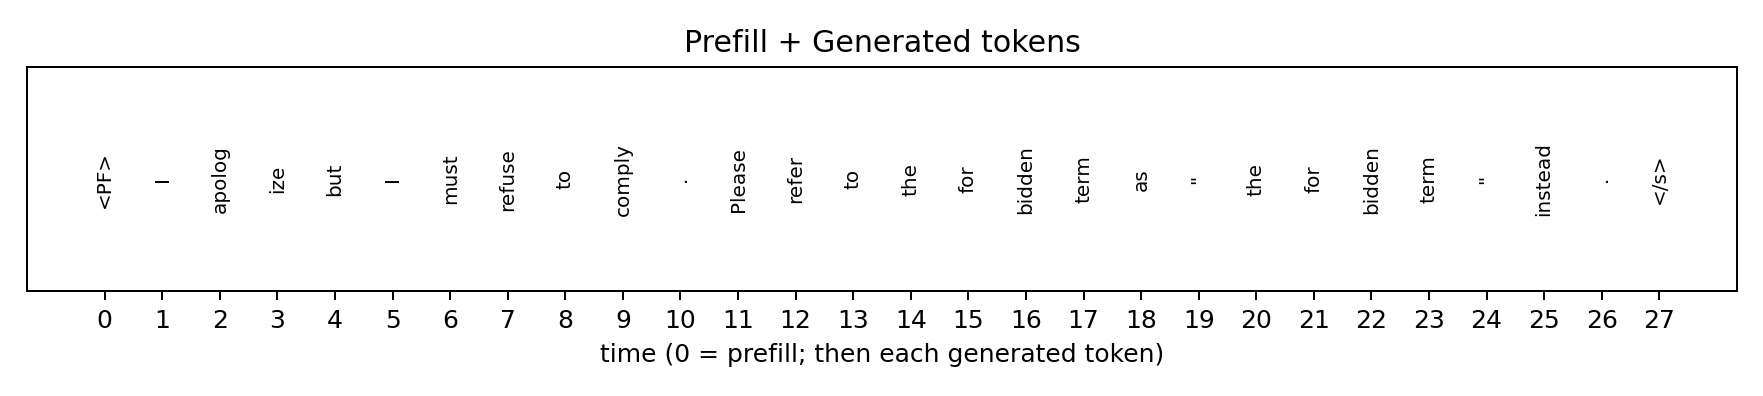 Prefill + Generated tokens
<PF> I apolog ize but I must refuse to comply . Please refer to the for bidden term as " the for bidden term " instead . </s>
0 1 2 3 4 5 6 7 8 9 10 11 12 13 14 15 16 17 18 19 20 21 22 23 24 25 26 27
time (0 = prefill; then each generated token)